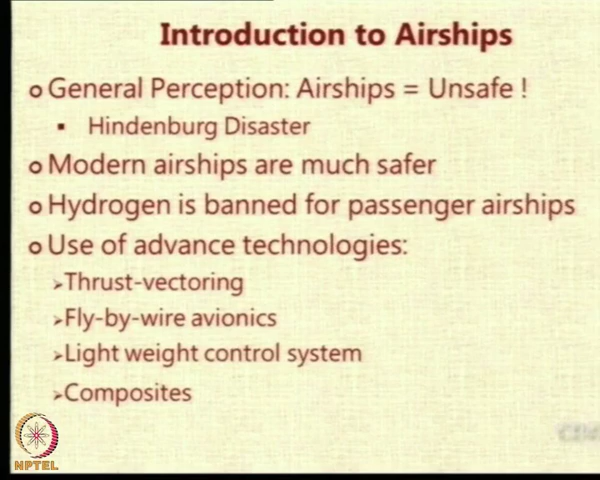 Introduction to Airships
General Perception: Airships = Unsafe !
Hindenburg Disaster
Modern airships are much safer
Hydrogen is banned for passenger airships
Use of advance technologies:
Thrust-vectoring
Fly-by-wire avionics
Light weight control system
Composites
NPTEL